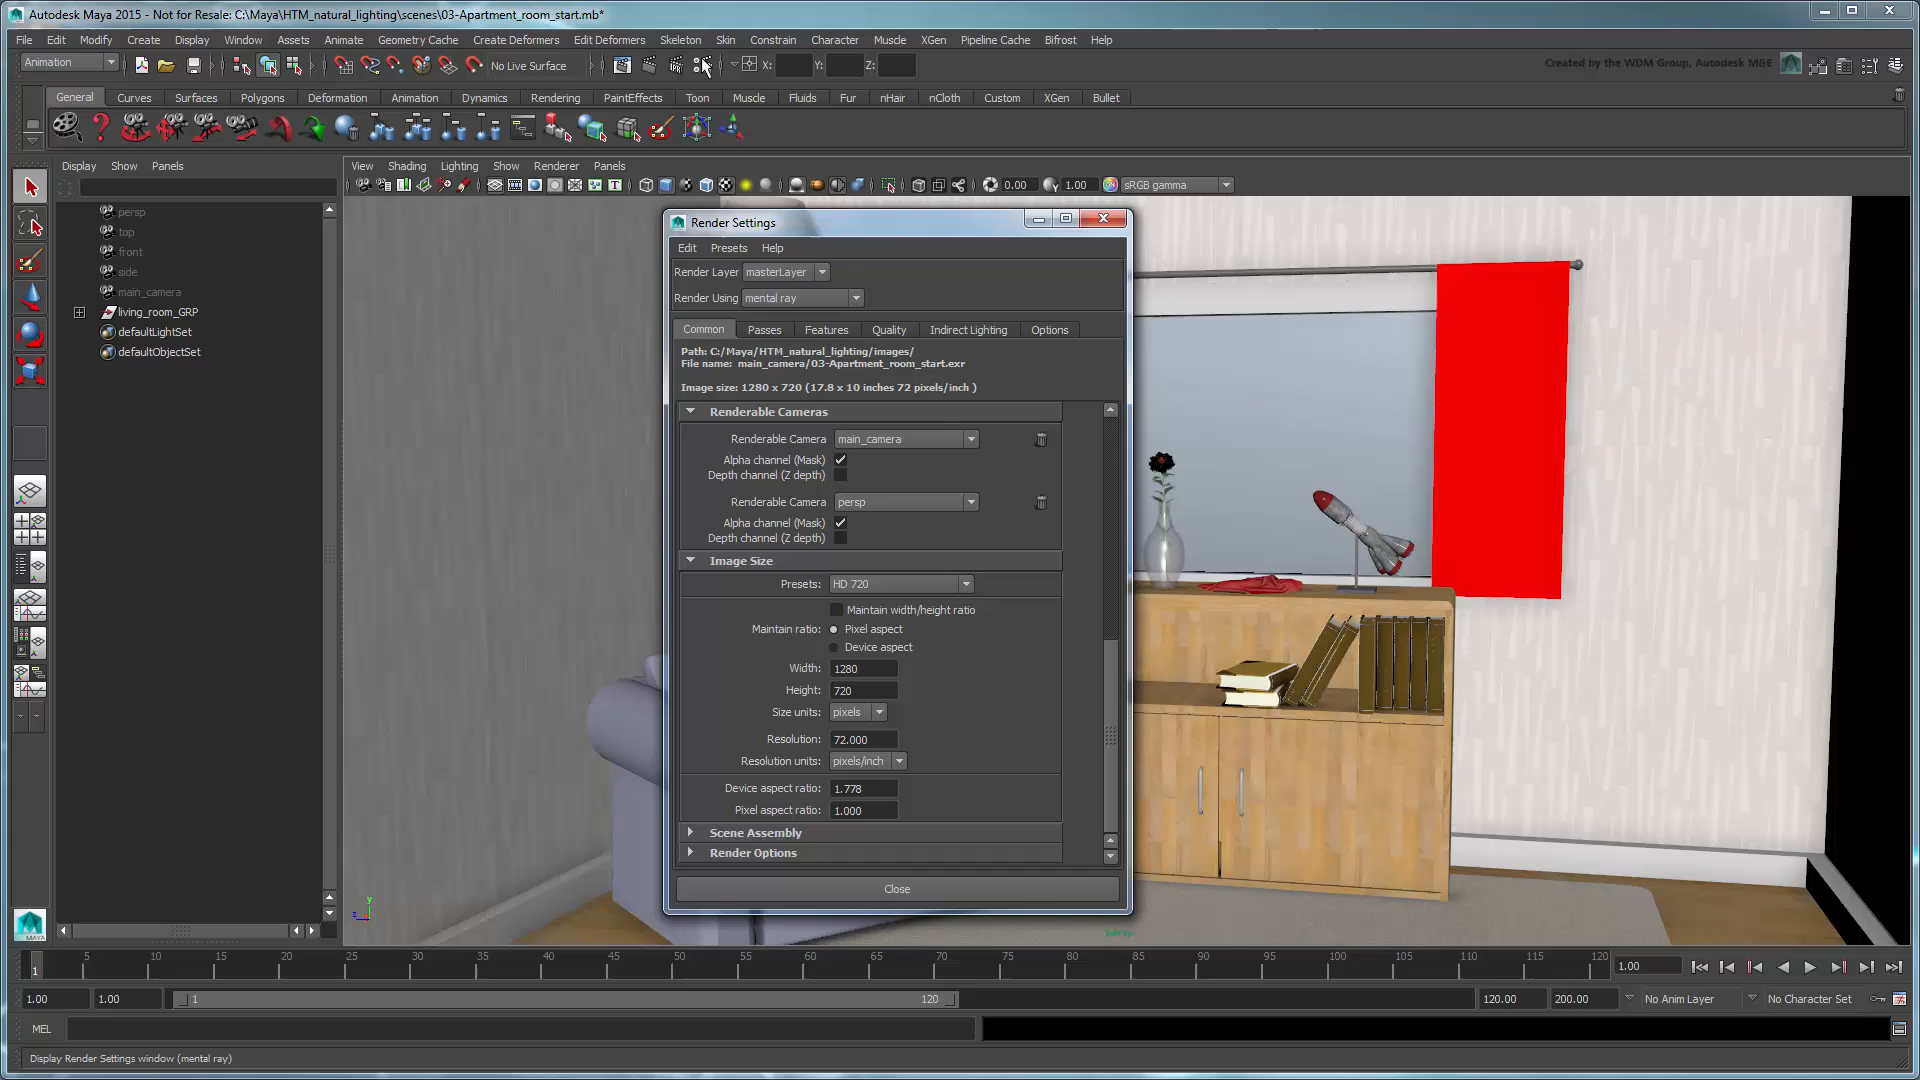 Autodesk Maya 2015 - Not for Resale: C:\Maya\HTM_natural_lighting\scenes\03-Apartment_room_start.mb*
File Edit Modify Create Display Window Assets Animate Geometry Cache Create Deformers Edit Deformers Skeleton Skin Constrain Character Muscle XGen Pipeline Cache Bifrost Help
Animation No Live Surface X: Y: Z: Created by the WDM Group, Autodesk M&E
General Curves Surfaces Polygons Deformation Animation Dynamics Rendering PaintEffects Toon Muscle Fluids Fur nHair nCloth Custom XGen Bullet
Display Show Panels
View Shading Lighting Show Renderer Panels
0.00 1.00 sRGB gamma
persp
top
front
side
main_camera
living_room_GRP
defaultLightSet
defaultObjectSet
Render Settings
Edit Presets Help
Render Layer masterLayer
Render Using mental ray
Common Passes Features Quality Indirect Lighting Options
Path: C:/Maya/HTM_natural_lighting/images/
File name: main_camera/03-Apartment_room_start.exr
Image size: 1280 x 720 (17.8 x 10 inches 72 pixels/inch )
Renderable Cameras
Renderable Camera main_camera
Alpha channel (Mask)
Depth channel (Z depth)
Renderable Camera persp
Alpha channel (Mask)
Depth channel (Z depth)
Image Size
Presets: HD 720
Maintain width/height ratio
Maintain ratio: Pixel aspect
Device aspect
Width: 1280
Height: 720
Size units: pixels
Resolution: 72.000
Resolution units: pixels/inch
Device aspect ratio: 1.778
Pixel aspect ratio: 1.000
Scene Assembly
Render Options
Close
y
z
persp
MAYA
1 5 10 15 20 25 30 35 40 45 50 55 60 65 70 75 80 85 90 95 100 105 110 115 120 1.00
1.00 1.00 1 120 120.00 200.00 No Anim Layer No Character Set
MEL
Display Render Settings window (mental ray)